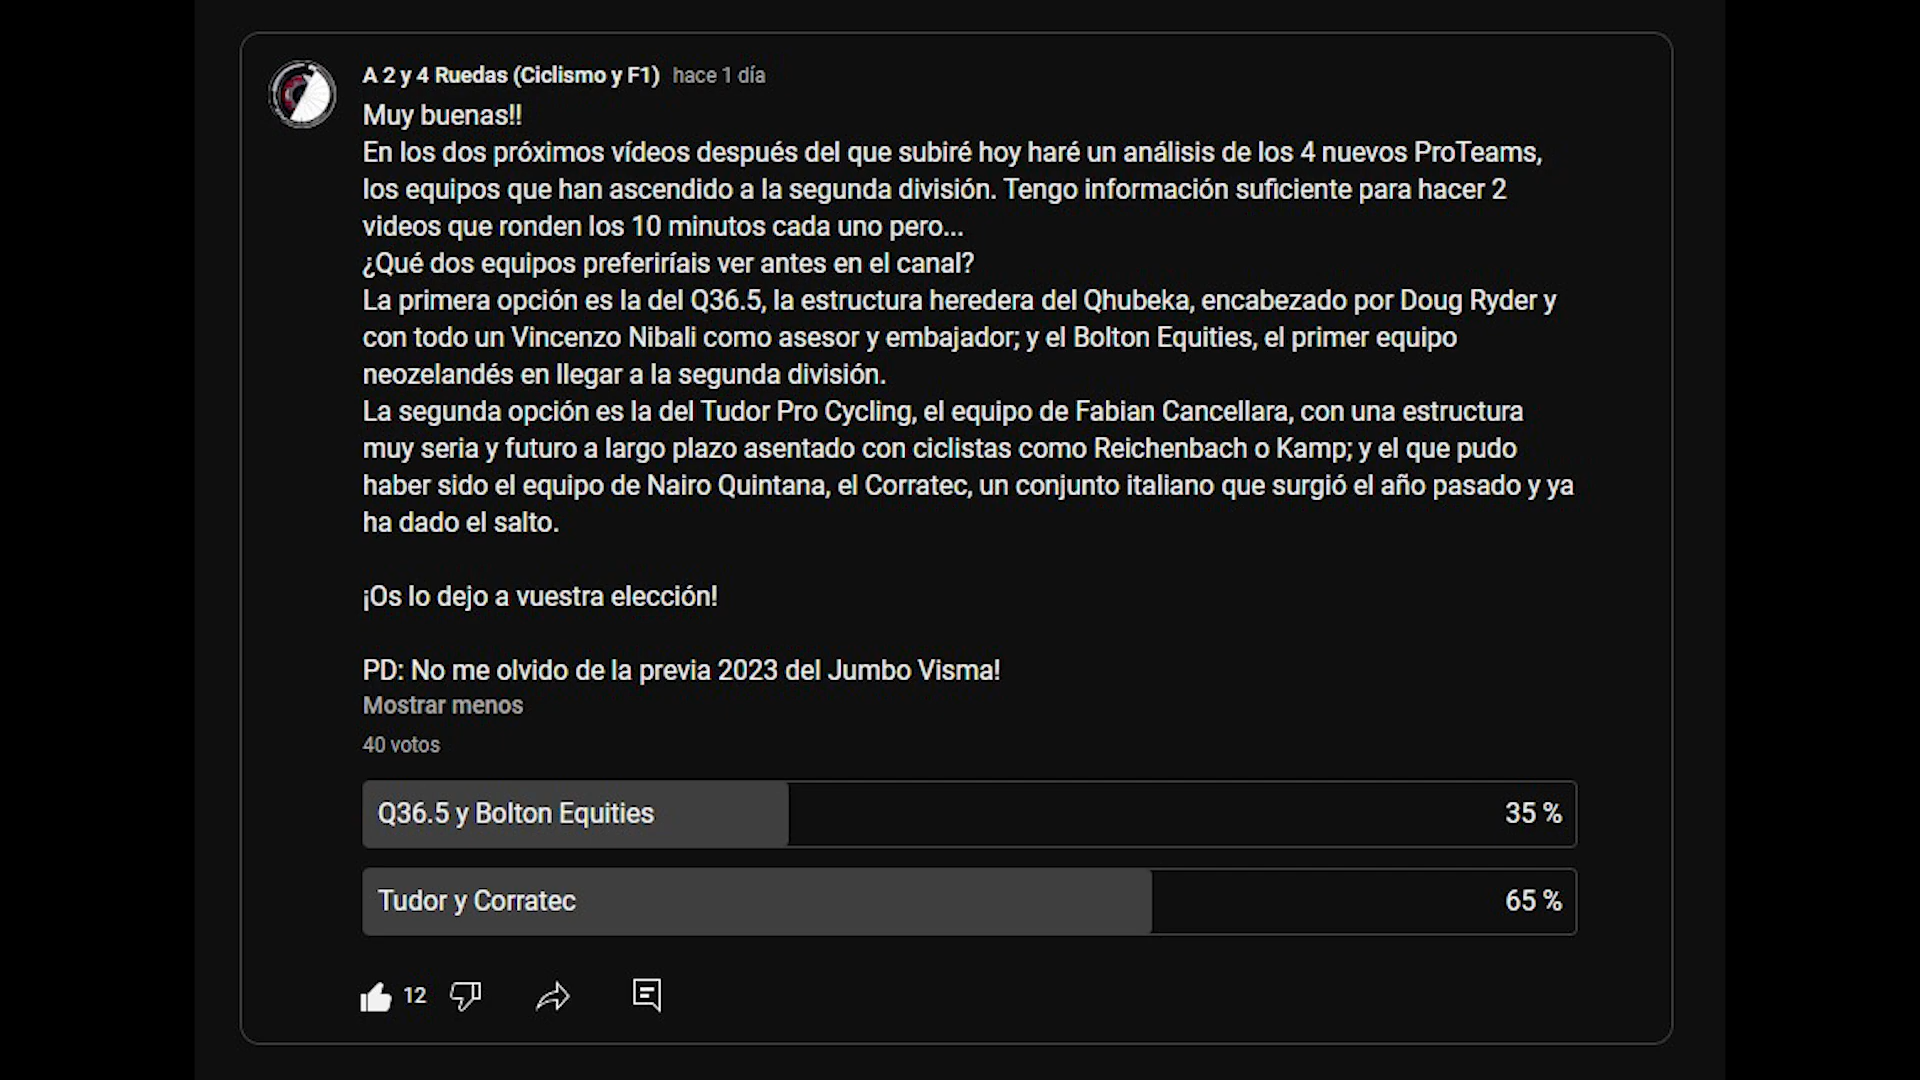 A 2 y 4 Ruedas (Ciclismo y F1) hace 1 día
Muy buenas!!
En los dos próximos vídeos después del que subiré hoy haré un análisis de los 4 nuevos ProTeams,
los equipos que han ascendido a la segunda división. Tengo información suficiente para hacer 2
videos que ronden los 10 minutos cada uno pero...
¿Qué dos equipos preferiríais ver antes en el canal?
La primera opción es la del Q36.5, la estructura heredera del Qhubeka, encabezado por Doug Ryder y
con todo un Vincenzo Nibali como asesor y embajador; y el Bolton Equities, el primer equipo
neozelandés en llegar a la segunda división.
La segunda opción es la del Tudor Pro Cycling, el equipo de Fabian Cancellara, con una estructura
muy seria y futuro a largo plazo asentado con ciclistas como Reichenbach o Kamp; y el que pudo
haber sido el equipo de Nairo Quintana, el Corratec, un conjunto italiano que surgió el año pasado y ya
ha dado el salto.
¡Os lo dejo a vuestra elección!
PD: No me olvido de la previa 2023 del Jumbo Visma!
Mostrar menos
40 votos
Q36.5 y Bolton Equities 35 %
Tudor y Corratec 65 %
12